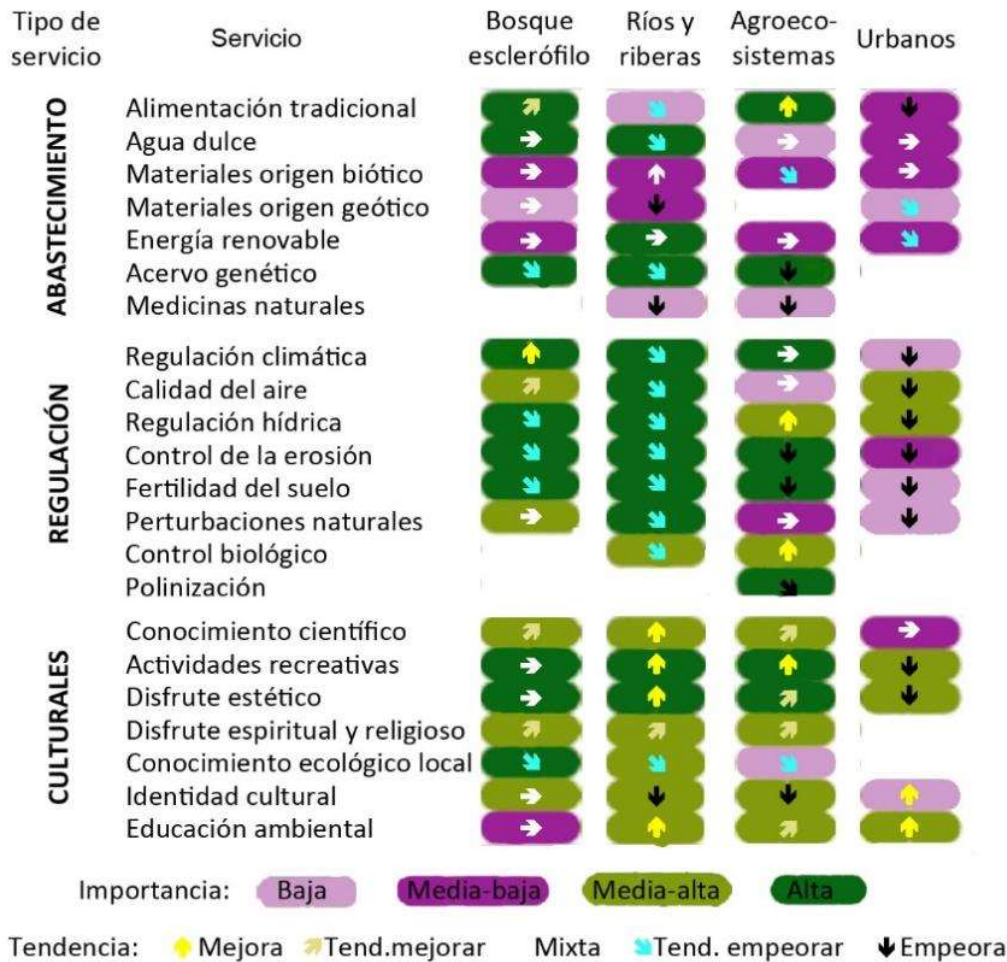 Tipo de servicio Servicio Bosque esclerófilo Ríos y riberas Agroeco-sistemas Urbanos
ABASTECIMIENTO
Alimentación tradicional
Agua dulce
Materiales origen biótico
Materiales origen geótico
Energía renovable
Acervo genético
Medicinas naturales
REGULACIÓN
Regulación climática
Calidad del aire
Regulación hídrica
Control de la erosión
Fertilidad del suelo
Perturbaciones naturales
Control biológico
Polinización
CULTURALES
Conocimiento científico
Actividades recreativas
Disfrute estético
Disfrute espiritual y religioso
Conocimiento ecológico local
Identidad cultural
Educación ambiental
Importancia: Baja Media-baja Media-alta Alta
Tendencia: Mejora Tend.mejorar Mixta Tend. empeorar Empeora